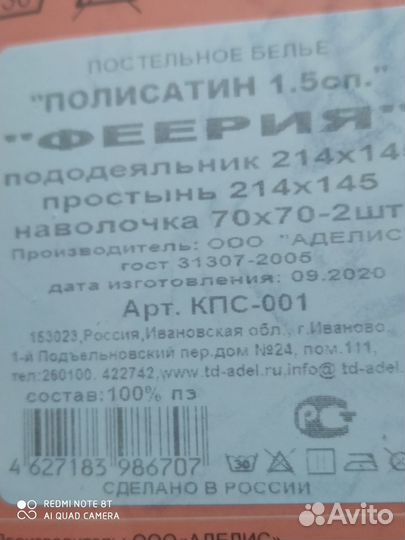 ПОСТЕЛЬНОЕ БЕЛЬЕ
"ПОЛИСАТИН 1.5сп."
"ФЕЕРИЯ"
пододеяльник 214х14
простынь 214х145
наволочка 70х70-2шт
Производитель: ООО "АДЕЛИС
гост 31307-2005
дата изготовления: 09.2020
Арт. КПС-001
153023,Россия,Ивановская обл., г.Иваново.
1-й Подъельновский пер.дом №24, пом.111,
тел:260100. 422742,www.td-adel.ru.info@ td-adel.
состав:100% пэ
30
РС
4 627183 986707
СДЕЛАНО В РОССИИ
REDMI NOTE 8T
AI QUAD CAMERA
Avito